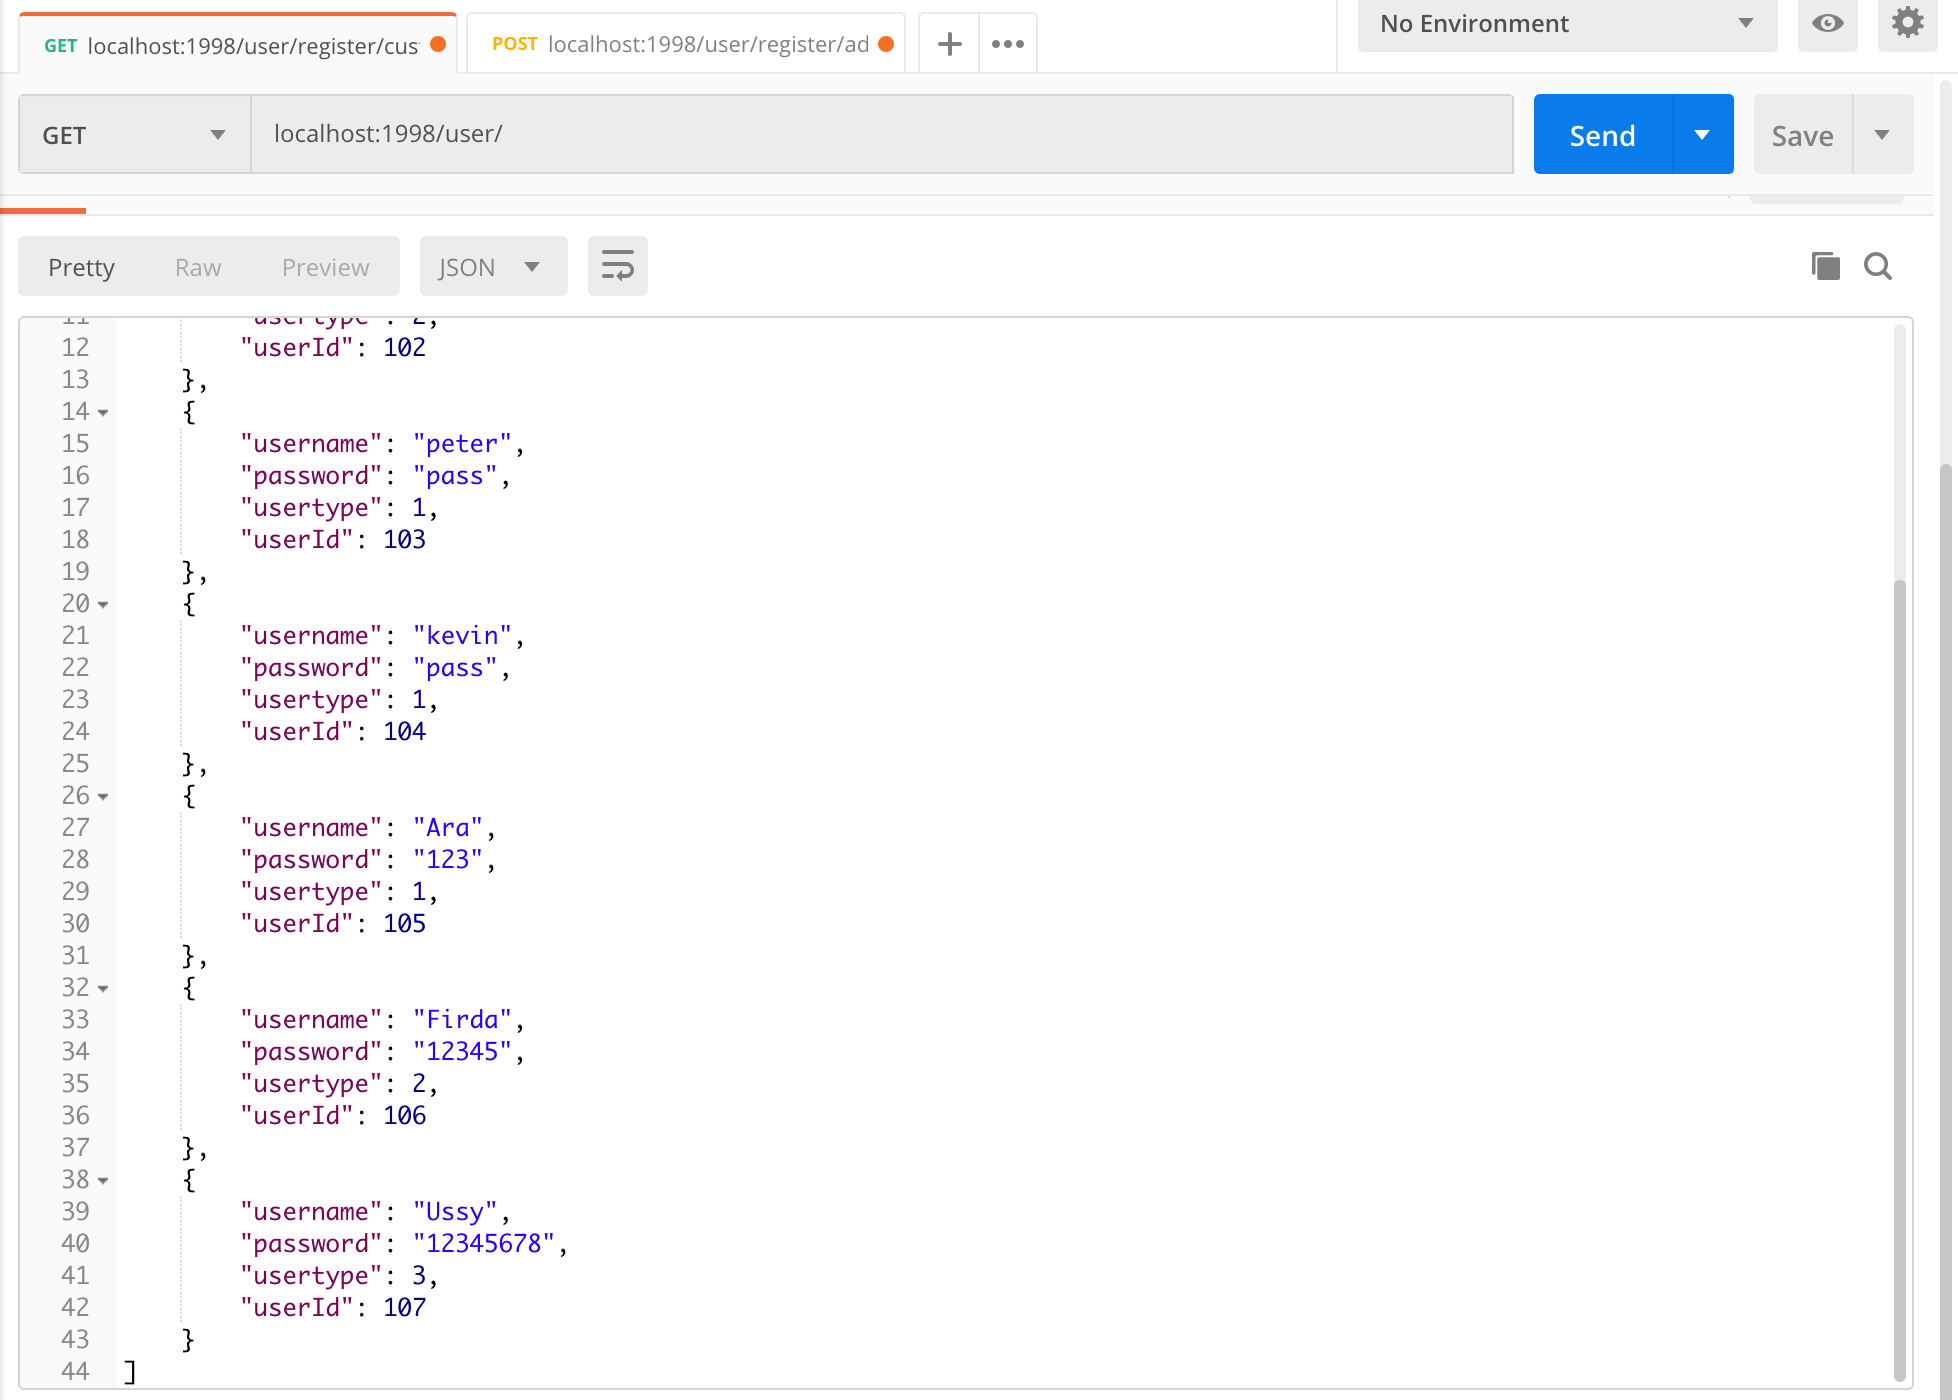 GET localhost:1998/user/register/cus
POST localhost:1998/user/register/ad
No Environment
GET
localhost:1998/user/
Send
Save
Pretty
Raw
Preview
JSON
11 "usertype": 2,
12 "userId": 102
13 },
14 {
15 "username": "peter",
16 "password": "pass",
17 "usertype": 1,
18 "userId": 103
19 },
20 {
21 "username": "kevin",
22 "password": "pass",
23 "usertype": 1,
24 "userId": 104
25 },
26 {
27 "username": "Ara",
28 "password": "123",
29 "usertype": 1,
30 "userId": 105
31 },
32 {
33 "username": "Firda",
34 "password": "12345",
35 "usertype": 2,
36 "userId": 106
37 },
38 {
39 "username": "Ussy",
40 "password": "12345678",
41 "usertype": 3,
42 "userId": 107
43 }
44 ]